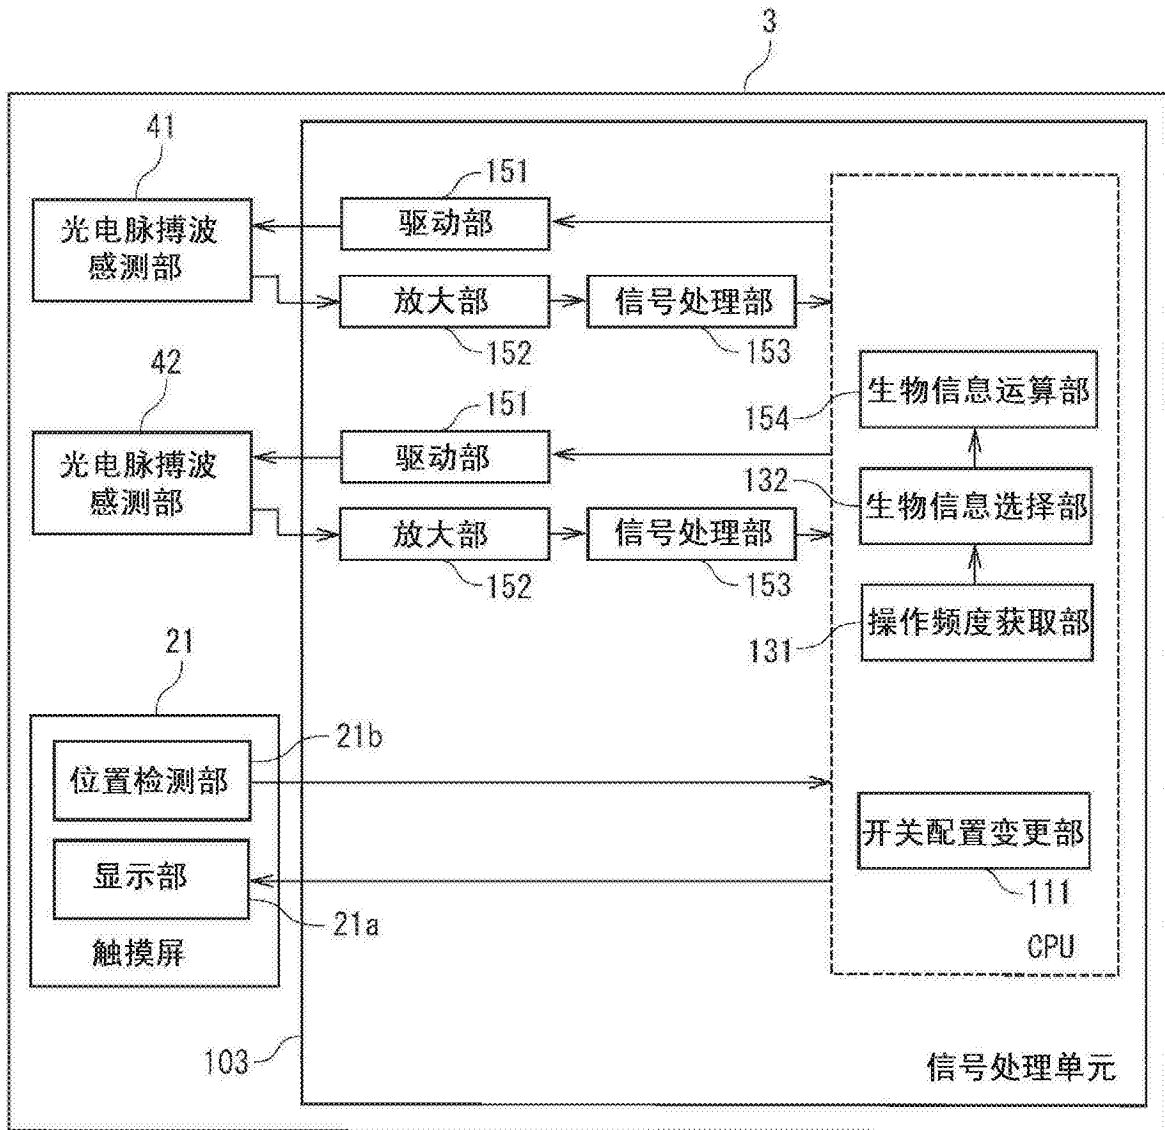 3
41
151
光电脉搏波
感测部
驱动部
放大部
信号处理部
152
153
42
151
154
生物信息运算部
光电脉搏波
感测部
驱动部
132
生物信息选择部
放大部
信号处理部
152
153
131
操作频度获取部
21
21b
位置检测部
开关配置变更部
显示部
111
21a
触摸屏
CPU
103
信号处理单元